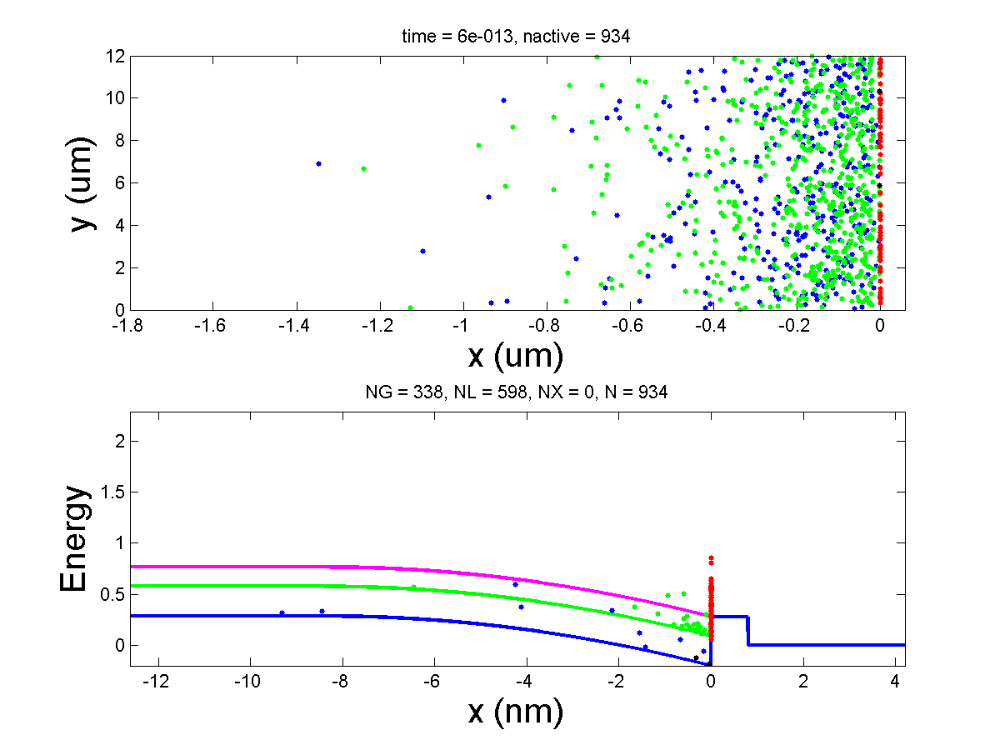 time = 6e-013, nactive = 934
12
10
8
6
4
2
0
y (um)
-1.8 -1.6 -1.4 -1.2 -1 -0.8 -0.6 -0.4 -0.2 0
x (um)
NG = 338, NL = 598, NX = 0, N = 934
2
1.5
1
0.5
0
Energy
-12 -10 -8 -6 -4 -2 0 2 4
x (nm)